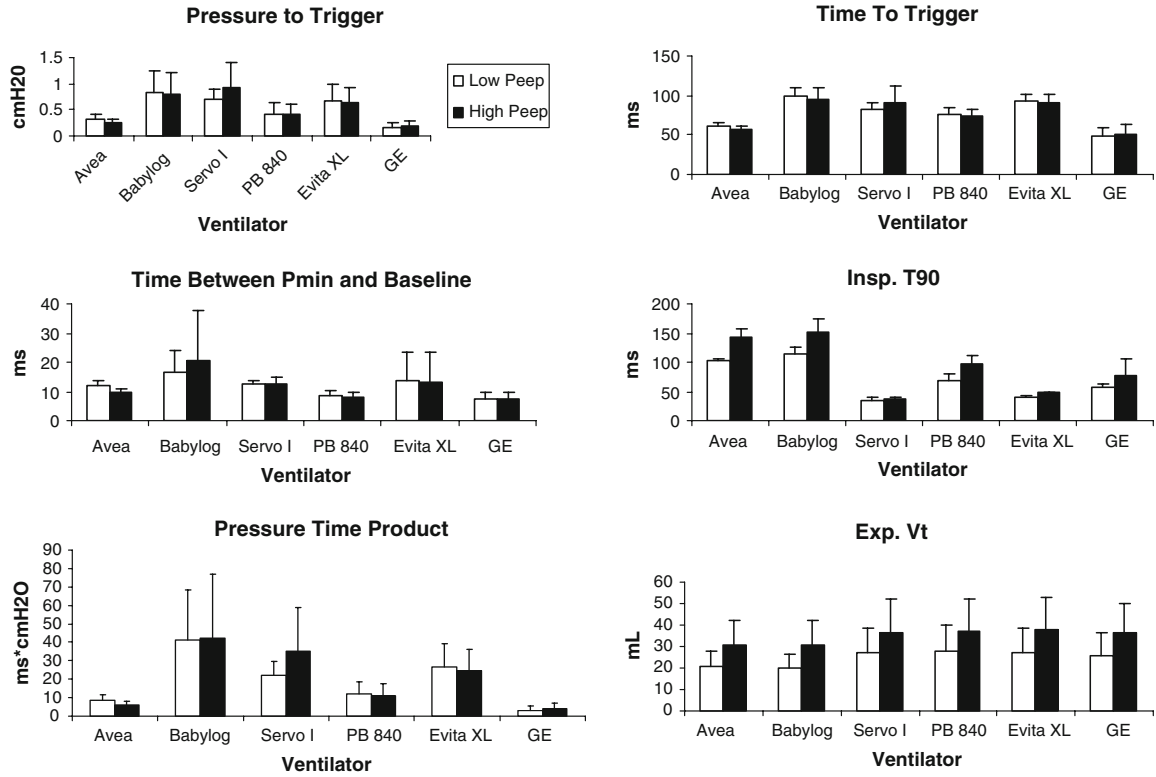 Pressure to Trigger
cmH20
1.5
1
0.5
0
Avea Babylog Servo I PB 840 Evita XL GE
Ventilator
Low Peep
High Peep
Time To Trigger
ms
150
100
50
0
Avea Babylog Servo I PB 840 Evita XL GE
Ventilator
Time Between Pmin and Baseline
ms
40
30
20
10
0
Avea Babylog Servo I PB 840 Evita XL GE
Ventilator
Insp. T90
ms
200
150
100
50
0
Avea Babylog Servo I PB 840 Evita XL GE
Ventilator
Pressure Time Product
ms*cmH2O
90
80
70
60
50
40
30
20
10
0
Avea Babylog Servo I PB 840 Evita XL GE
Ventilator
Exp. Vt
mL
60
50
40
30
20
10
0
Avea Babylog Servo I PB 840 Evita XL GE
Ventilator